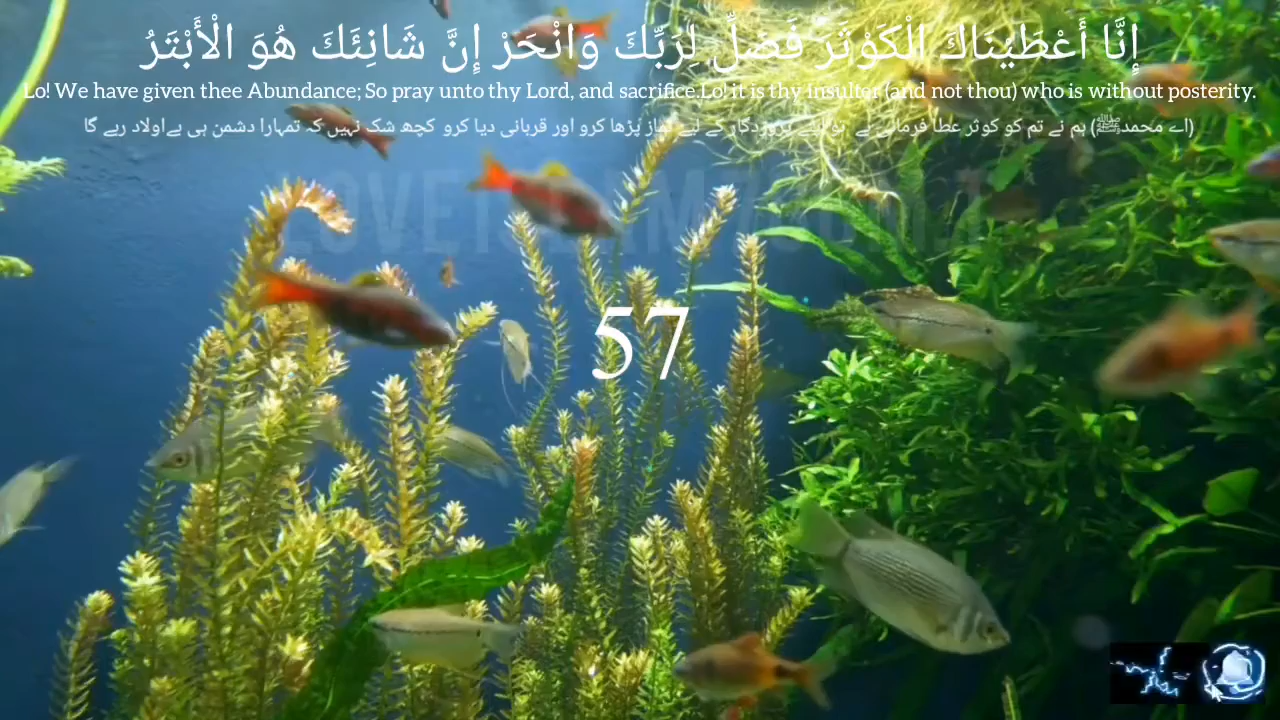 إِنَّا أَعْطَيْنَاكَ الْكَوْثَرَ فَصَلِّ لِرَبِّكَ وَانْحَرْ إِنَّ شَانِئَكَ هُوَ الْأَبْتَرُ
Lo! We have given thee Abundance; So pray unto thy Lord, and sacrifice.Lo! it is thy insulter (and not thou) who is without posterity.
(اے محمدﷺ) ہم نے تم کو کوثر عطا فرمائی ہے تو اپنے پروردگار کے لیے نماز پڑھا کرو اور قربانی دیا کرو کچھ شک نہیں کہ تمہارا دشمن ہی بےاولاد رہے گا
57